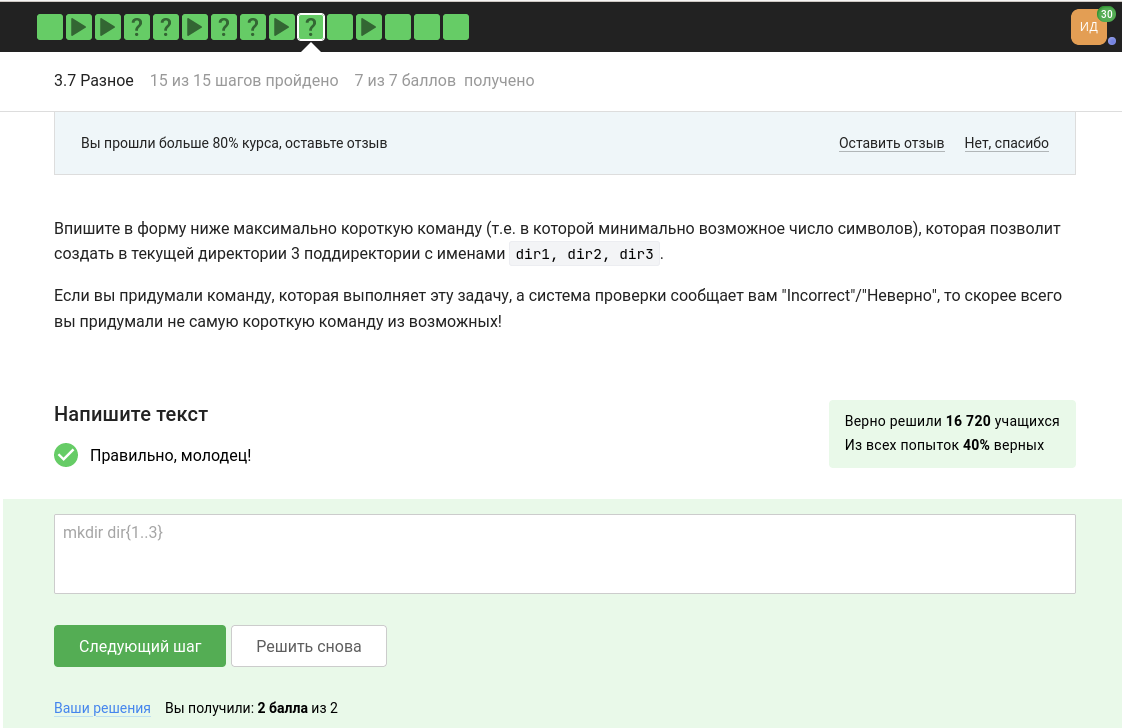 ? ? ? ? ?
ИД 30
3.7 Разное 15 из 15 шагов пройдено 7 из 7 баллов получено
Вы прошли больше 80% курса, оставьте отзыв Оставить отзыв Нет, спасибо
Впишите в форму ниже максимально короткую команду (т.е. в которой минимально возможное число символов), которая позволит
создать в текущей директории 3 поддиректории с именами dir1, dir2, dir3.
Если вы придумали команду, которая выполняет эту задачу, а система проверки сообщает вам "Incorrect"/"Неверно", то скорее всего
вы придумали не самую короткую команду из возможных!
Напишите текст
Правильно, молодец!
Верно решили 16 720 учащихся
Из всех попыток 40% верных
mkdir dir{1..3}
Следующий шаг Решить снова
Ваши решения Вы получили: 2 балла из 2